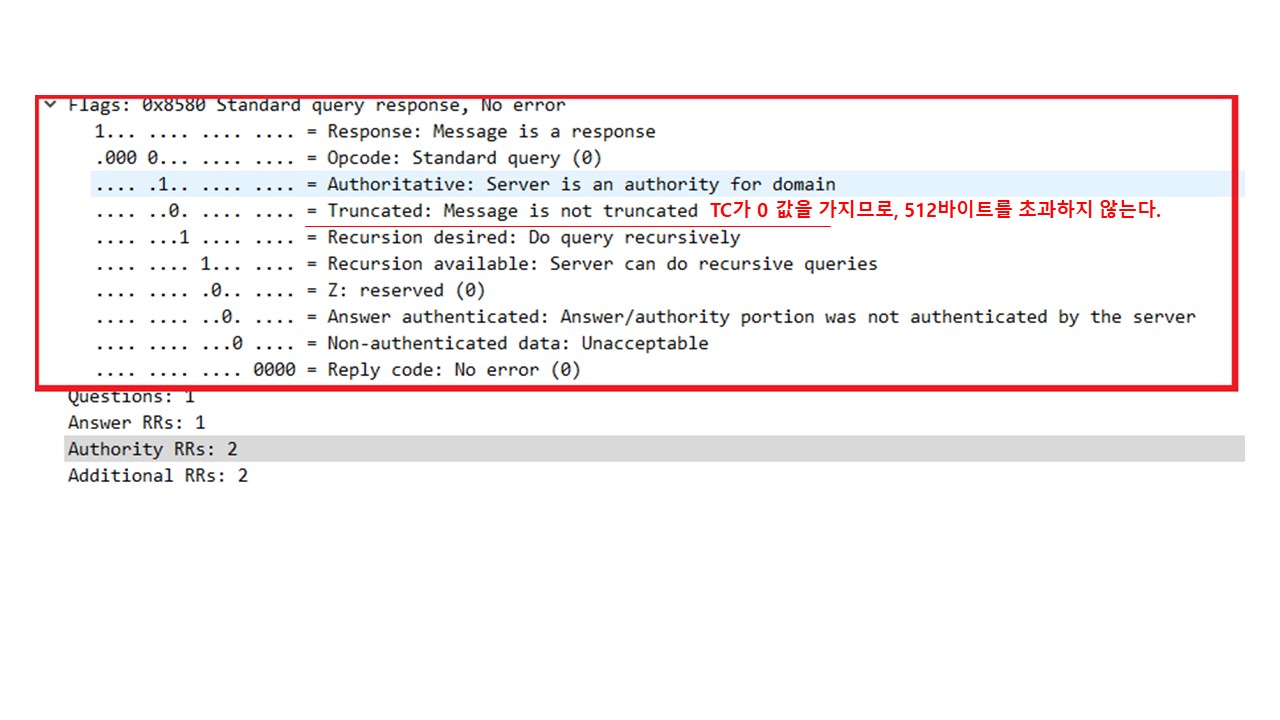 Flags: 0x8580 Standard query response, No error
1... .... .... .... = Response: Message is a response
.000 0... .... .... = Opcode: Standard query (0)
.... .1.. .... .... = Authoritative: Server is an authority for domain
.... ..0. .... .... = Truncated: Message is not truncated TC가 0 값을 가지므로, 512바이트를 초과하지 않는다.
.... ...1 .... .... = Recursion desired: Do query recursively
.... .... 1... .... = Recursion available: Server can do recursive queries
.... .... .0.. .... = Z: reserved (0)
.... .... ..0. .... = Answer authenticated: Answer/authority portion was not authenticated by the server
.... .... ...0 .... = Non-authenticated data: Unacceptable
.... .... .... 0000 = Reply code: No error (0)
Questions: 1
Answer RRs: 1
Authority RRs: 2
Additional RRs: 2